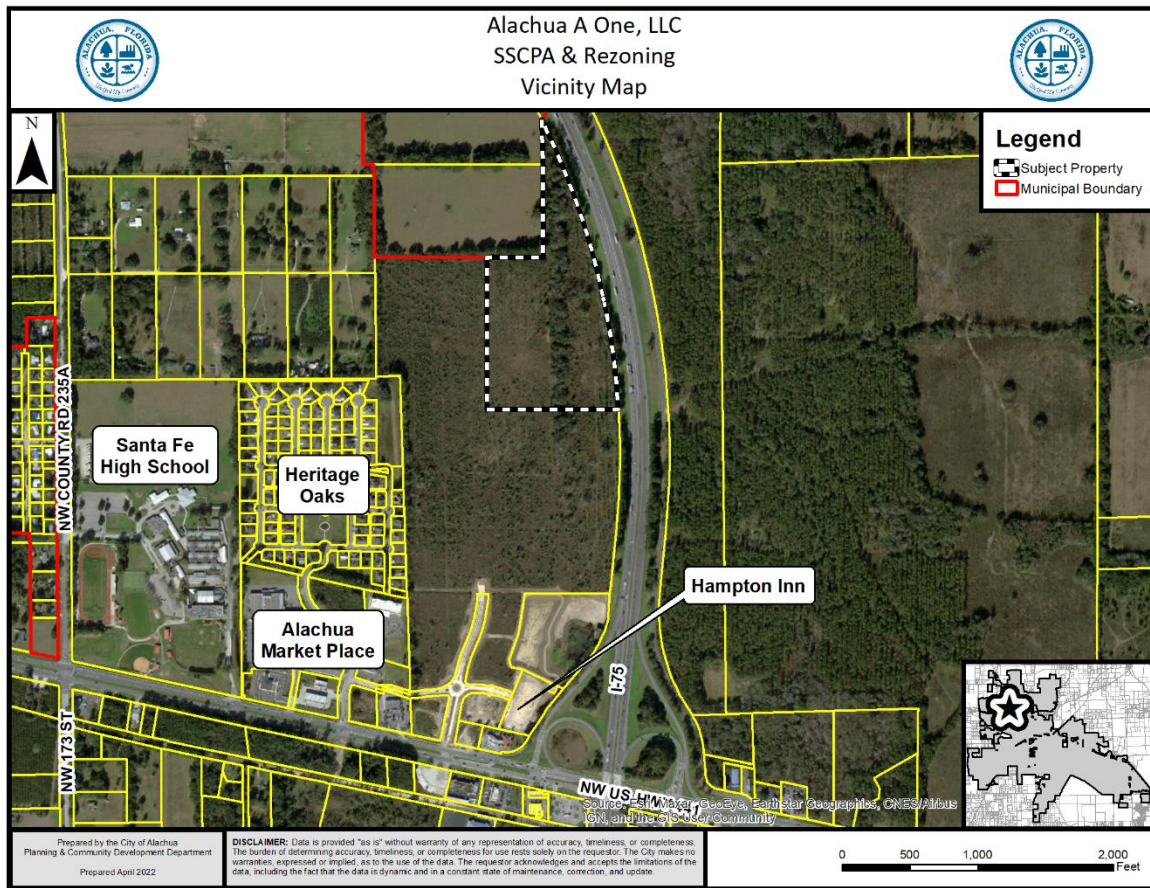 Alachua A One, LLC
SSCPA & Rezoning
Vicinity Map
ALACHUA, FLORIDA
ALACHUA, FLORIDA
N
Legend
Subject Property
Municipal Boundary
NW COUNTY RD 235A
Santa Fe
High School
Heritage
Oaks
Hampton Inn
Alachua
Market Place
I-75
NW 173 ST
NW US HWY
Source: Esri, Maxar, GeoEye, Earthstar Geographics, CNES/Airbus
IGN, and the GIS User Community
Prepared by the City of Alachua
Planning & Community Development Department
Prepared April 2022
DISCLAIMER: Data is provided "as is" without warranty of any representation of accuracy, timeliness, or completeness.
The burden of determining accuracy, timeliness, or completeness for use rests solely on the requestor. The City makes no
warranties, expressed or implied, as to the use of the data. The requestor acknowledges and accepts the limitations of the
data, including the fact that the data is dynamic and in a constant state of maintenance, correction, and update.
0 500 1,000 2,000
Feet